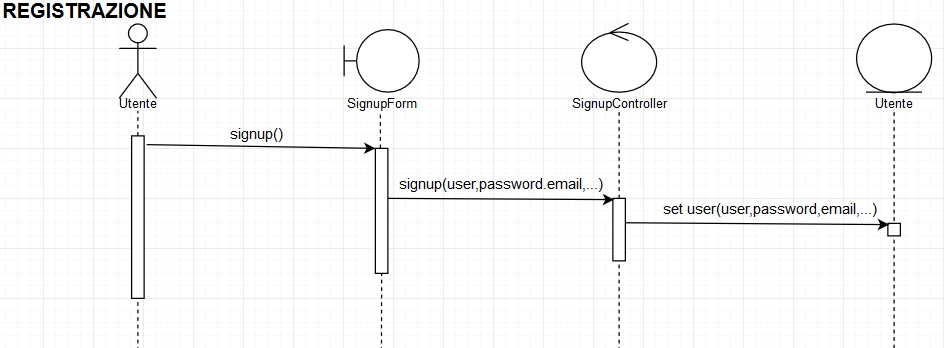 REGISTRAZIONE
Utente
SignupForm
SignupController
Utente
signup()
signup(user,password.email,...)
set user(user,password,email,...)